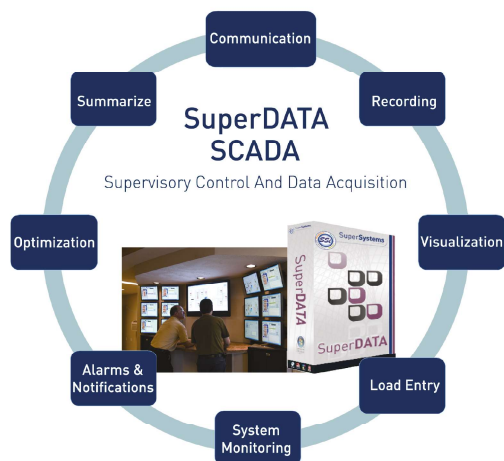 Communication
Summarize
Recording
SuperDATA
SCADA
Supervisory Control And Data Acquisition
Optimization
Visualization
SuperSystems
SuperDATA
SuperDATA
Alarms &
Notifications
Load Entry
System
Monitoring